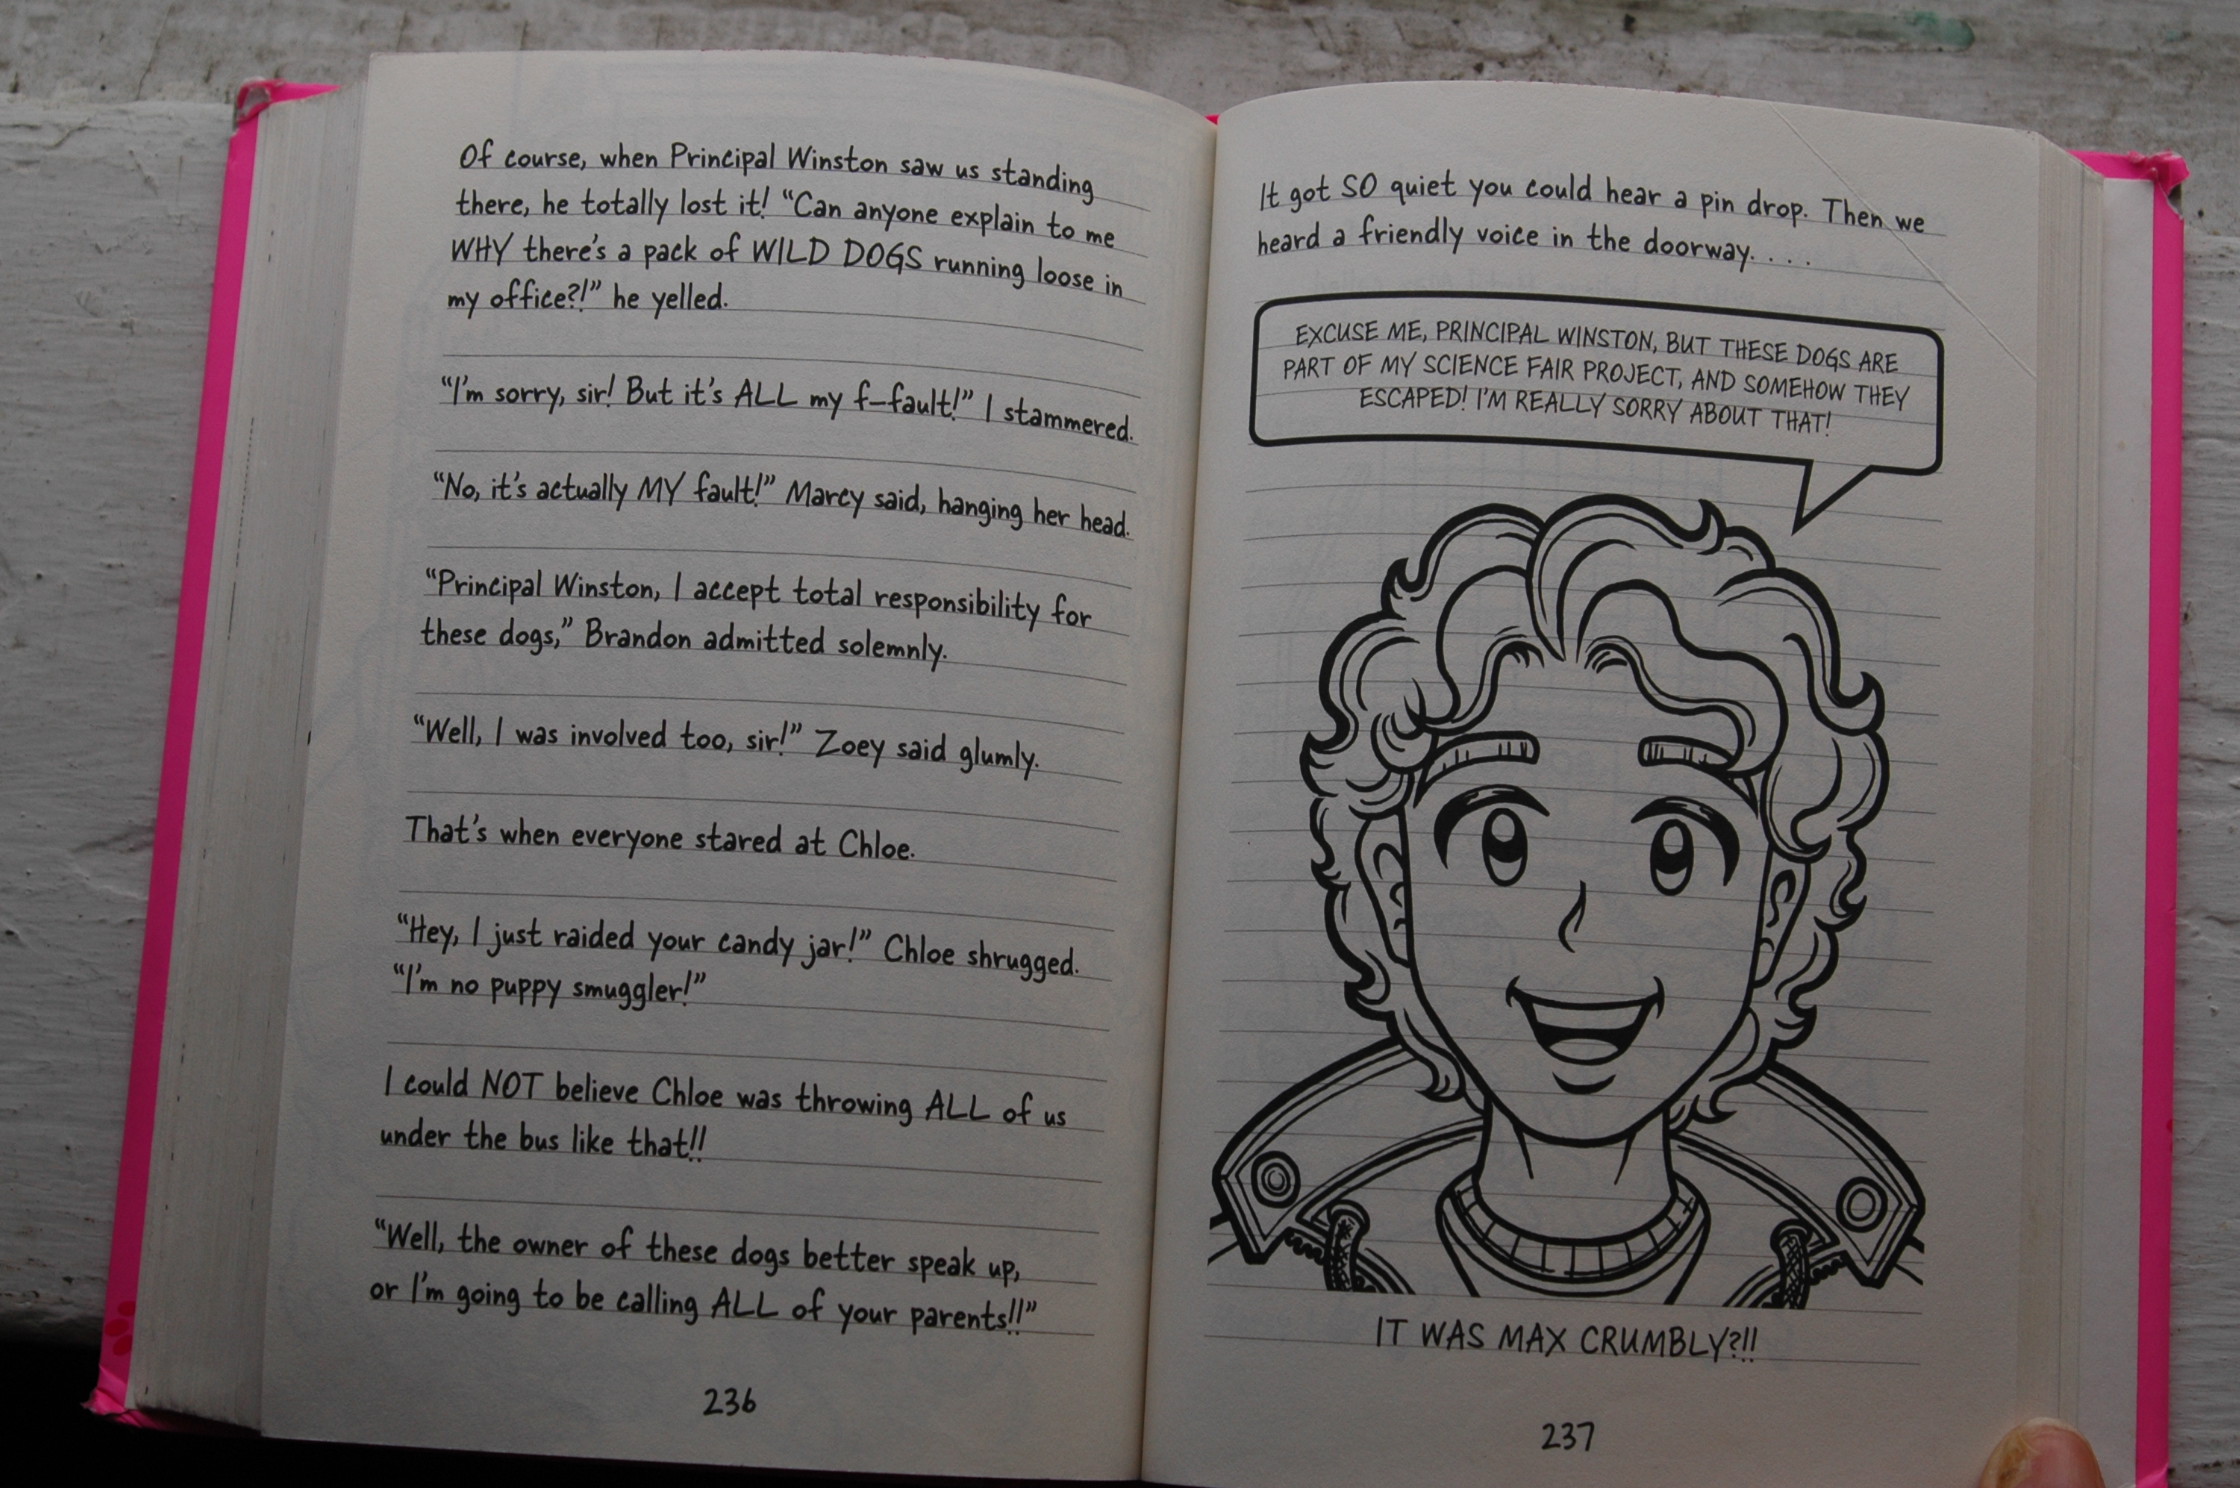 Of course, when Principal Winston saw us standing
there, he totally lost it! “Can anyone explain to me
WHY there's a pack of WILD DOGS running loose in
my office?!” he yelled.
“I'm sorry, sir! But it's ALL my f–fault!” I stammered.
“No, it's actually MY fault!” Marcy said, hanging her head.
“Principal Winston, I accept total responsibility for
these dogs,” Brandon admitted solemnly.
“Well, I was involved too, sir!” Zoey said glumly.
That's when everyone stared at Chloe.
“Hey, I just raided your candy jar!” Chloe shrugged.
“I'm no puppy smuggler!”
I could NOT believe Chloe was throwing ALL of us
under the bus like that!!
“Well, the owner of these dogs better speak up,
or I'm going to be calling ALL of your parents!!”
236
It got SO quiet you could hear a pin drop. Then we
heard a friendly voice in the doorway. . . .
EXCUSE ME, PRINCIPAL WINSTON, BUT THESE DOGS ARE
PART OF MY SCIENCE FAIR PROJECT, AND SOMEHOW THEY
ESCAPED! I'M REALLY SORRY ABOUT THAT!
IT WAS MAX CRUMBLY?!!
237